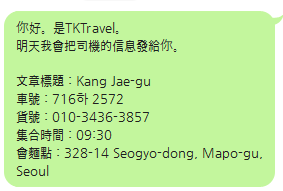 你好。是TKTravel。
明天我會把司機的信息發給你。
文章標題：Kang Jae-gu
車號：716하 2572
貨號：010-3436-3857
集合時間：09:30
會麵點：328-14 Seogyo-dong, Mapo-gu,
Seoul